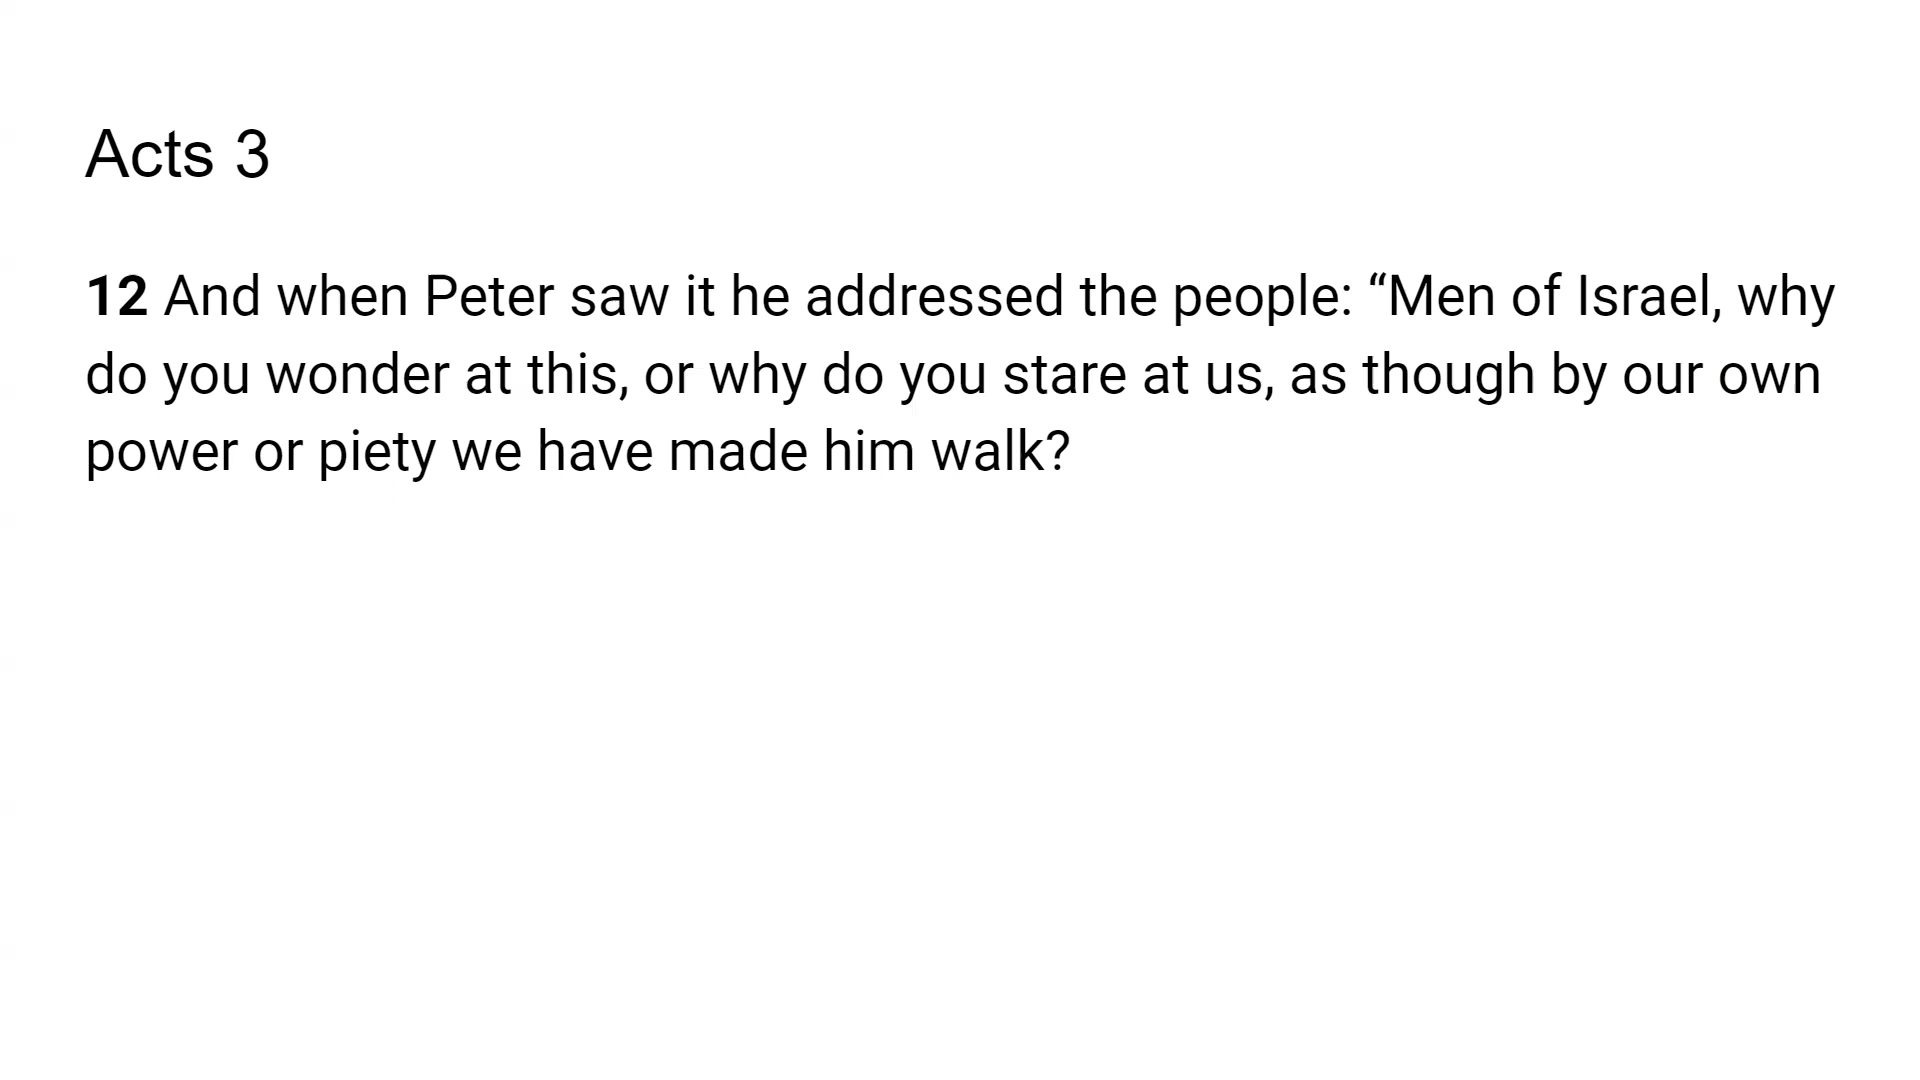 Acts 3
12 And when Peter saw it he addressed the people: “Men of Israel, why
do you wonder at this, or why do you stare at us, as though by our own
power or piety we have made him walk?